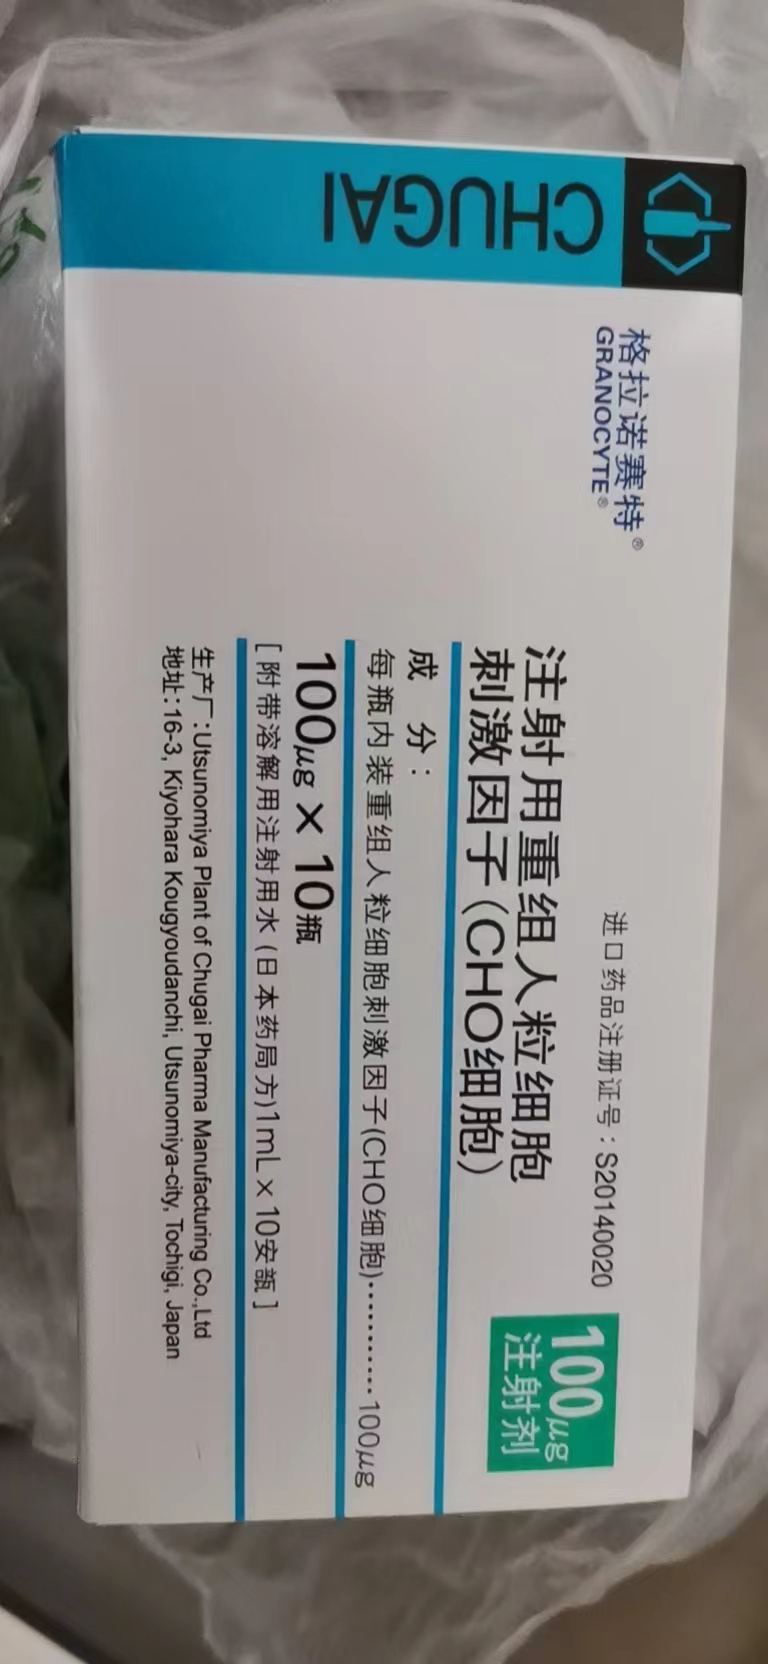 CHUGAI
格拉诺赛特®
GRANOCYTE®
进口药品注册证号:S20140020
注射用重组人粒细胞
刺激因子(CHO细胞)
100μg
注射剂
成 分:
每瓶内装重组人粒细胞刺激因子(CHO细胞)…………100μg
100μg×10瓶
[附带溶解用注射用水(日本药局方)1mL×10安瓿]
生产厂:Utsunomiya Plant of Chugai Pharma Manufacturing Co.,Ltd
地址:16-3, Kiyohara Kougyoudanchi, Utsunomiya-city, Tochigi, Japan